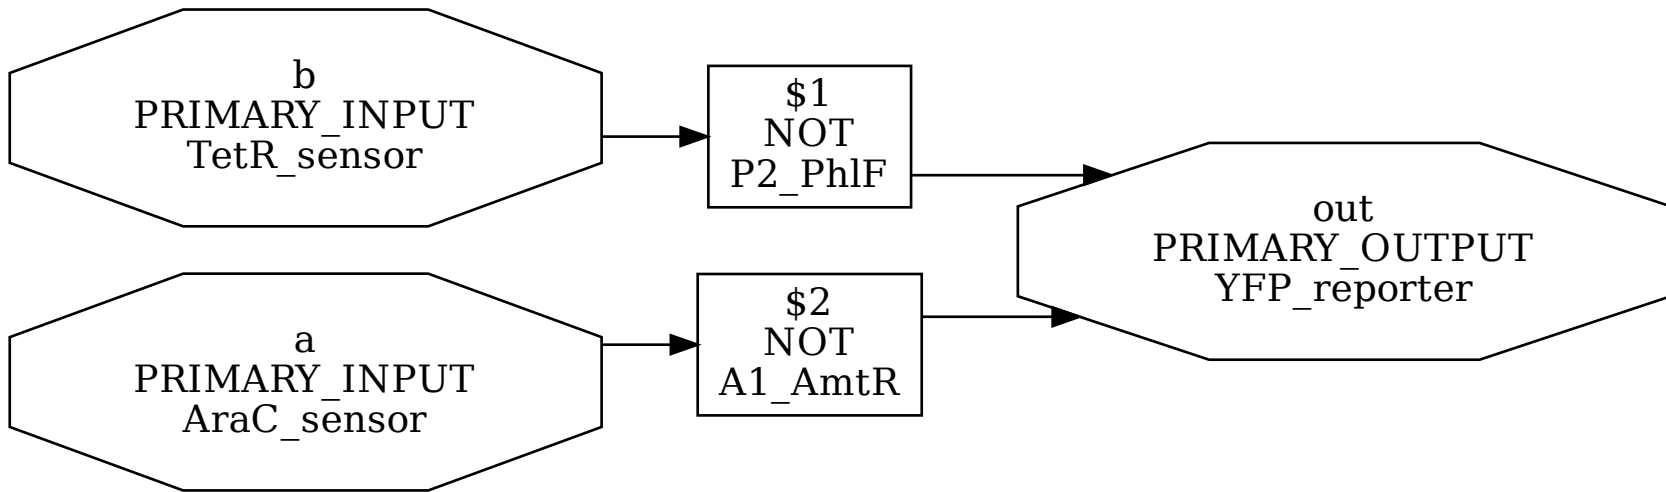 b
PRIMARY_INPUT
TetR_sensor
$1
NOT
P2_PhlF
out
PRIMARY_OUTPUT
YFP_reporter
a
PRIMARY_INPUT
AraC_sensor
$2
NOT
A1_AmtR